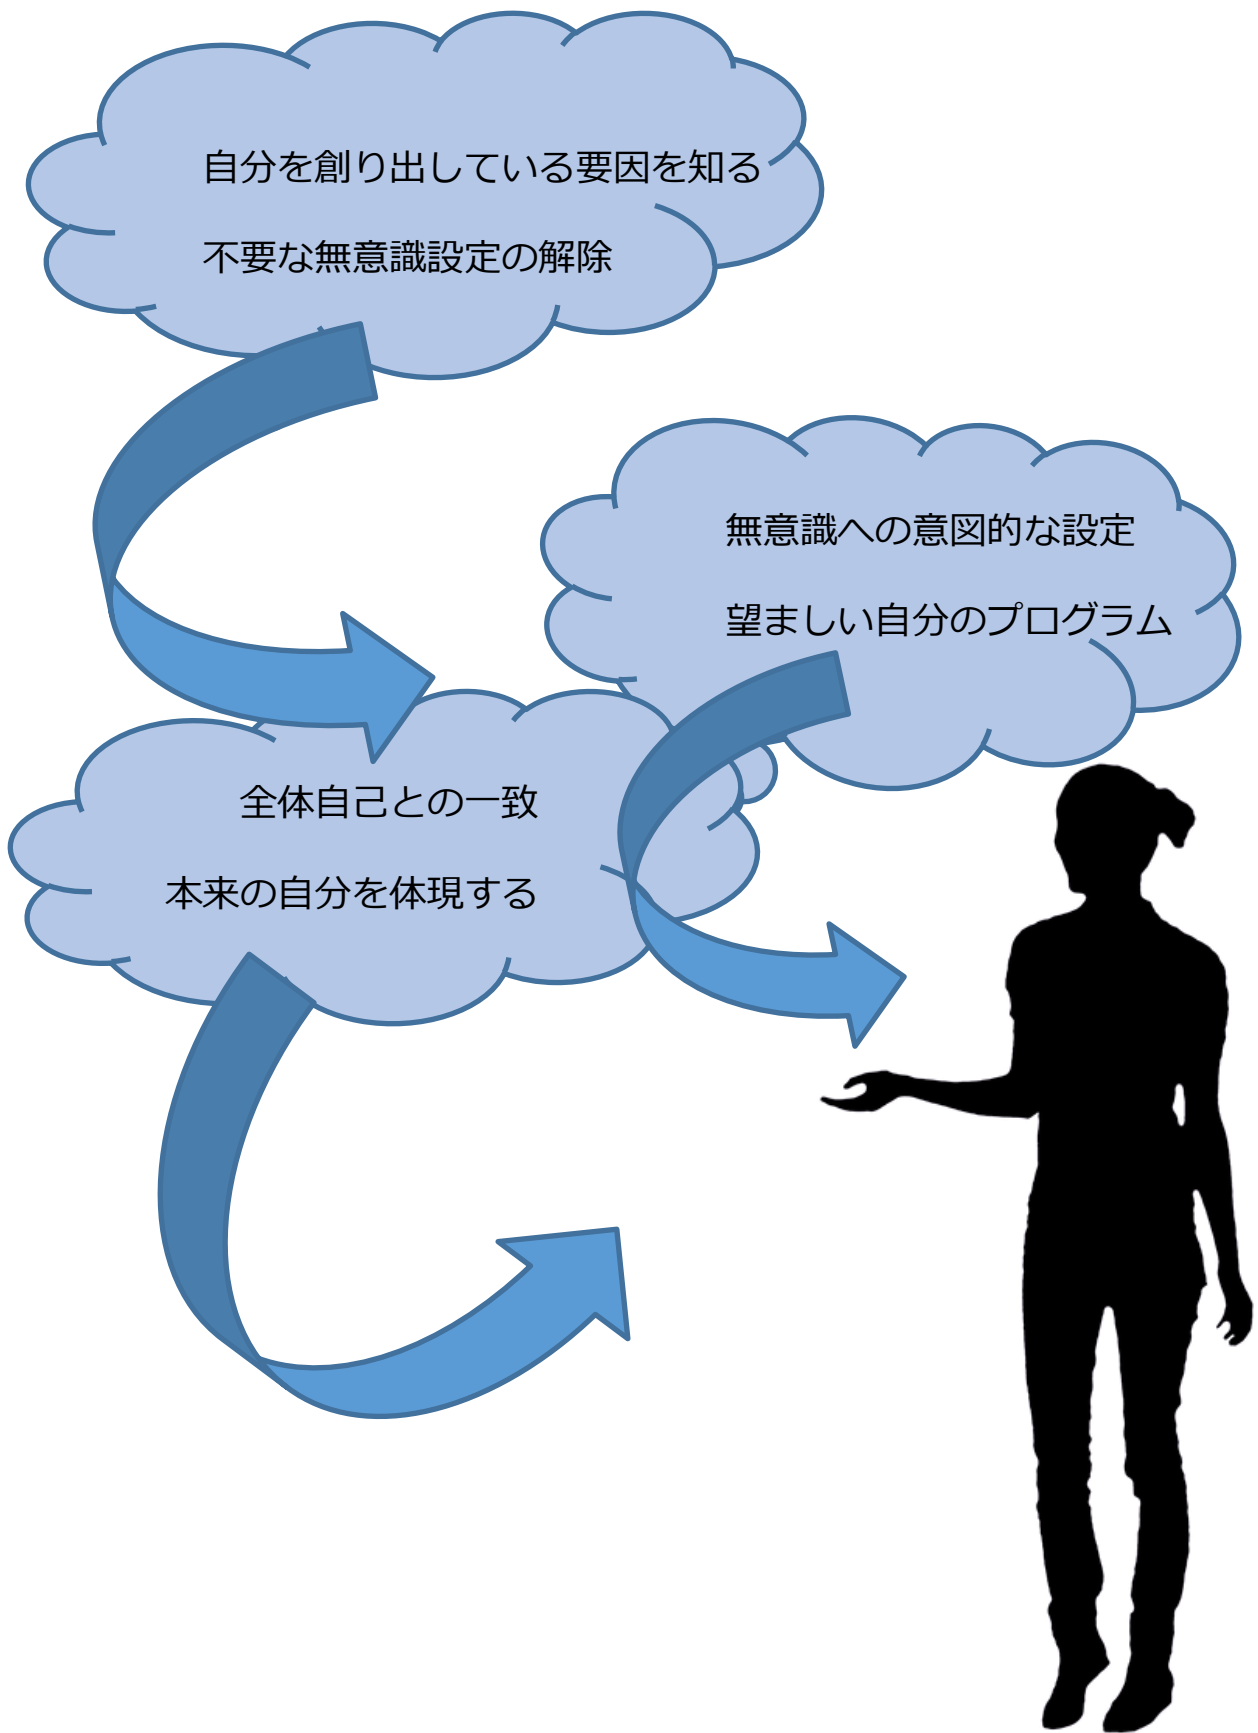 自分を創り出している要因を知る
不要な無意識設定の解除
無意識への意図的な設定
望ましい自分のプログラム
全体自己との一致
本来の自分を体現する